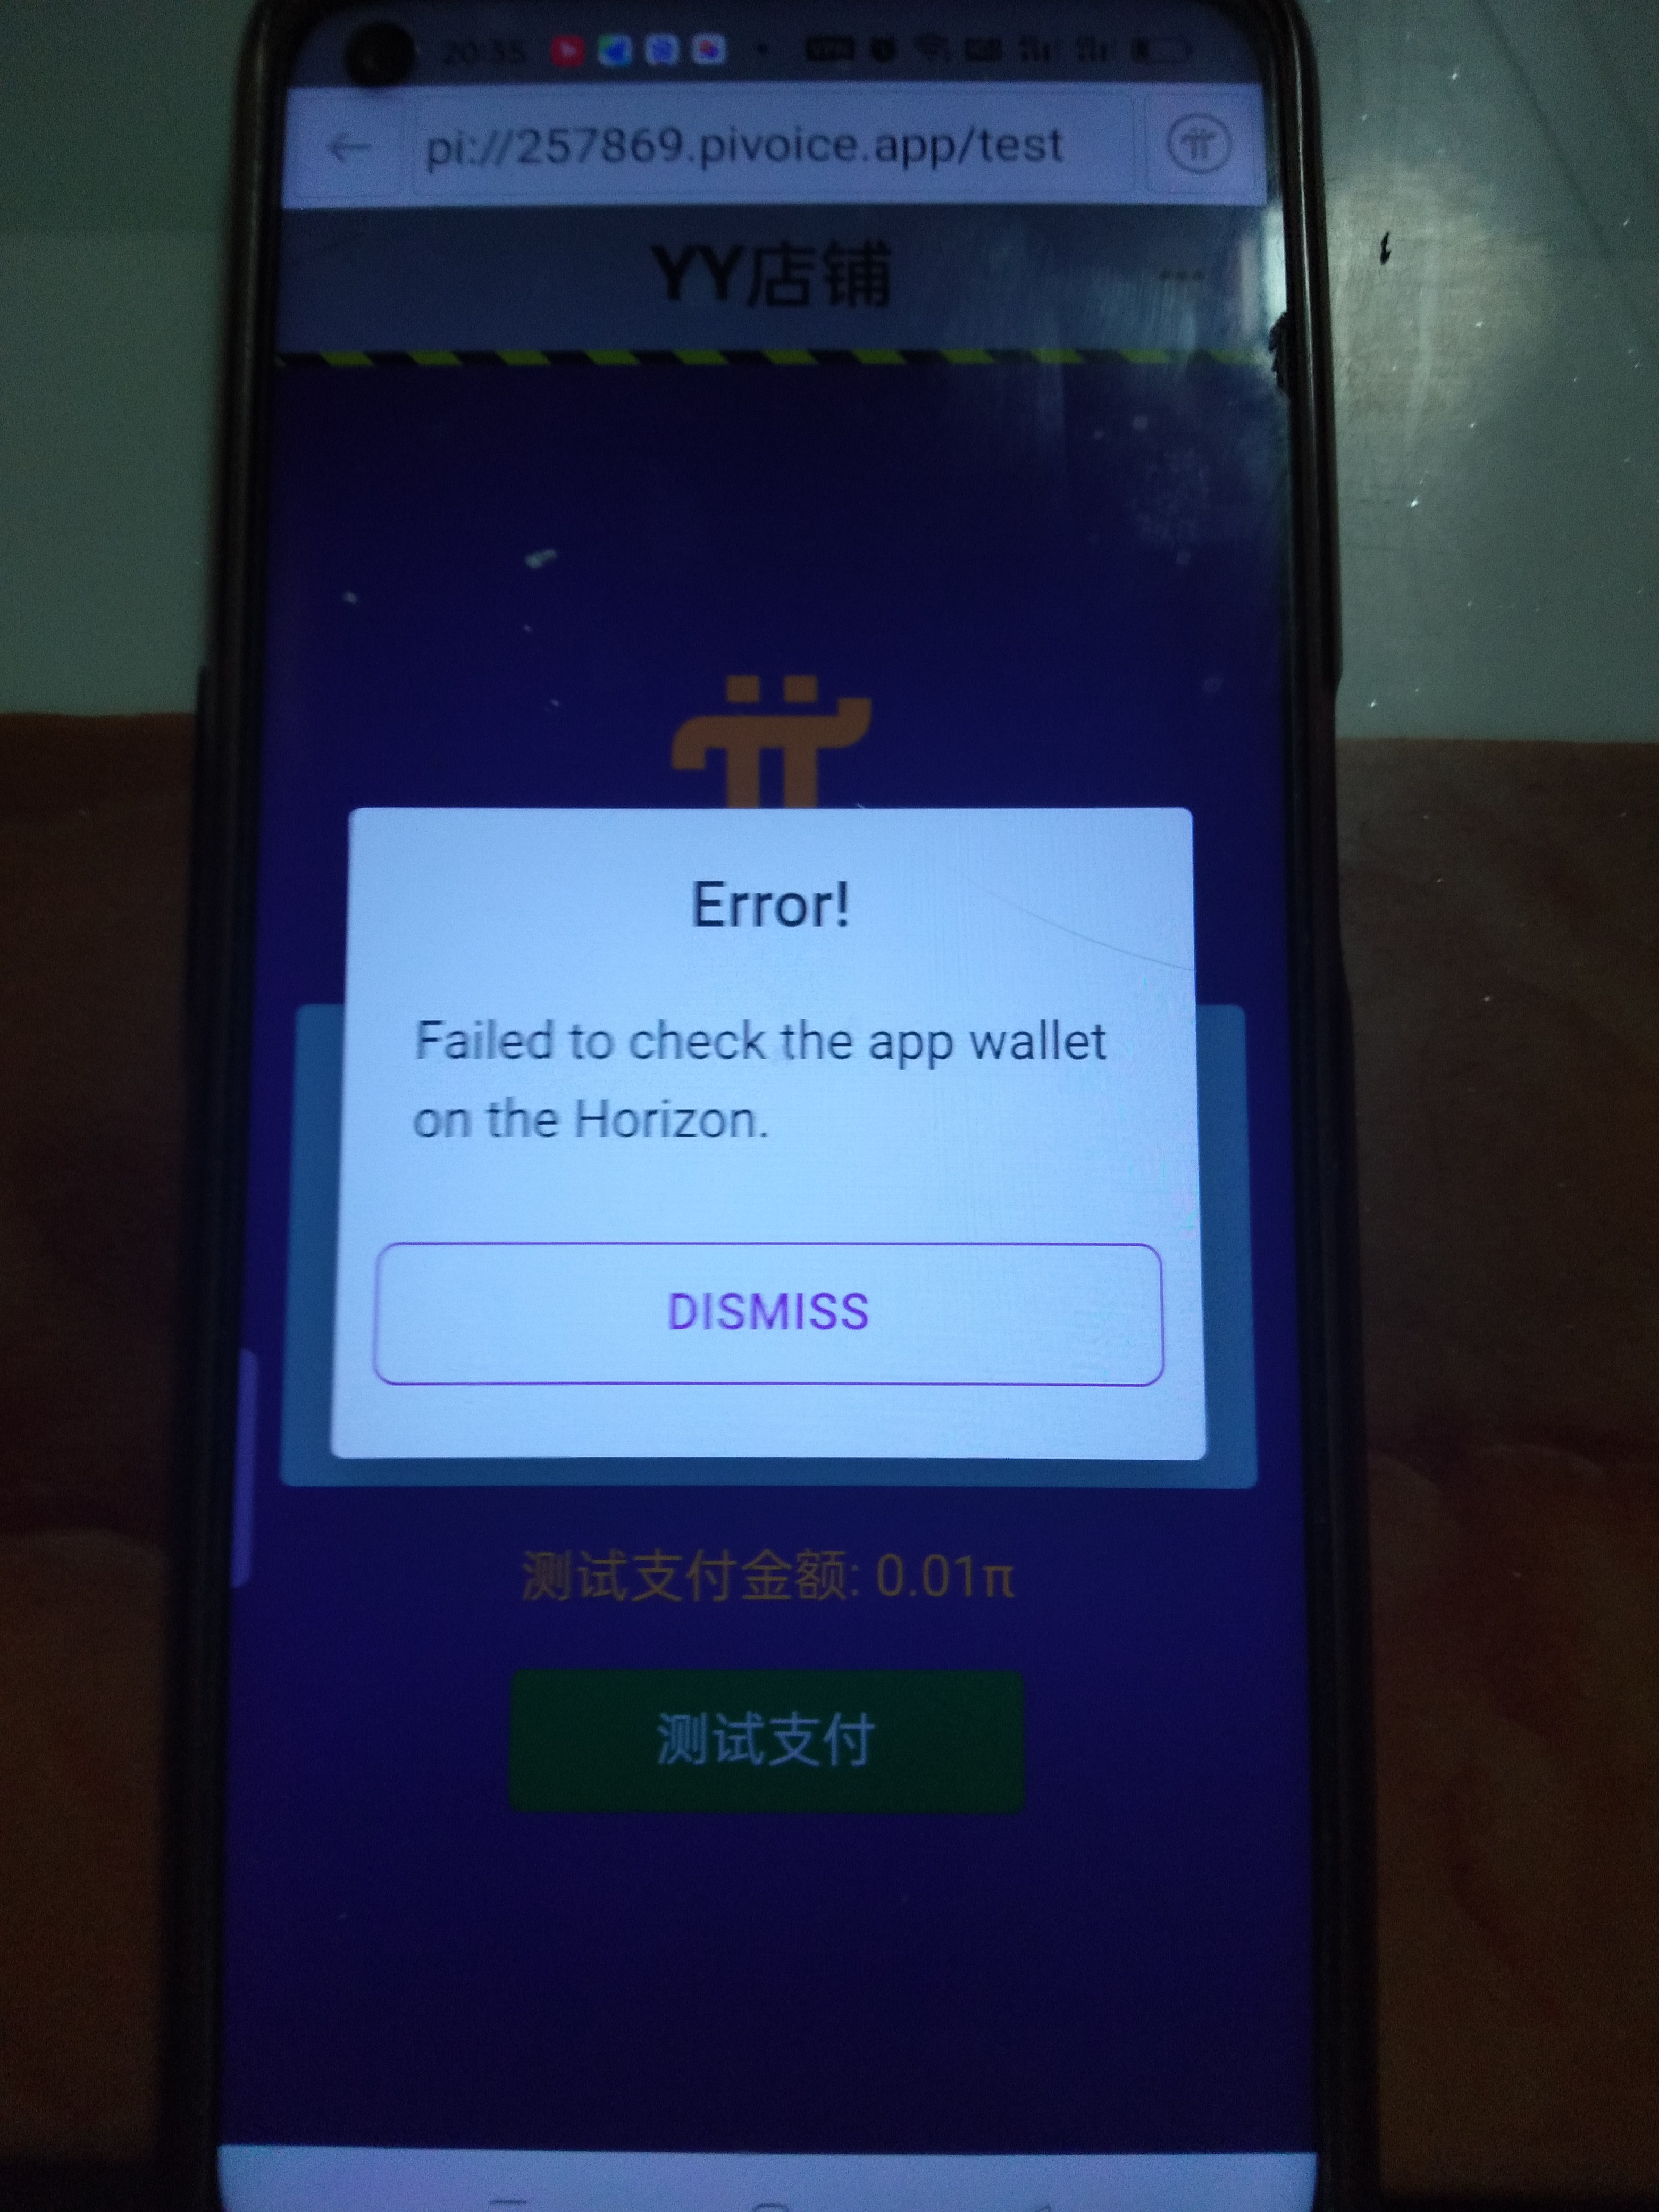 20:35
pi://257869.pivoice.app/test
YY店铺
Error!
Failed to check the app wallet
on the Horizon.
DISMISS
测试支付金额: 0.01π
测试支付